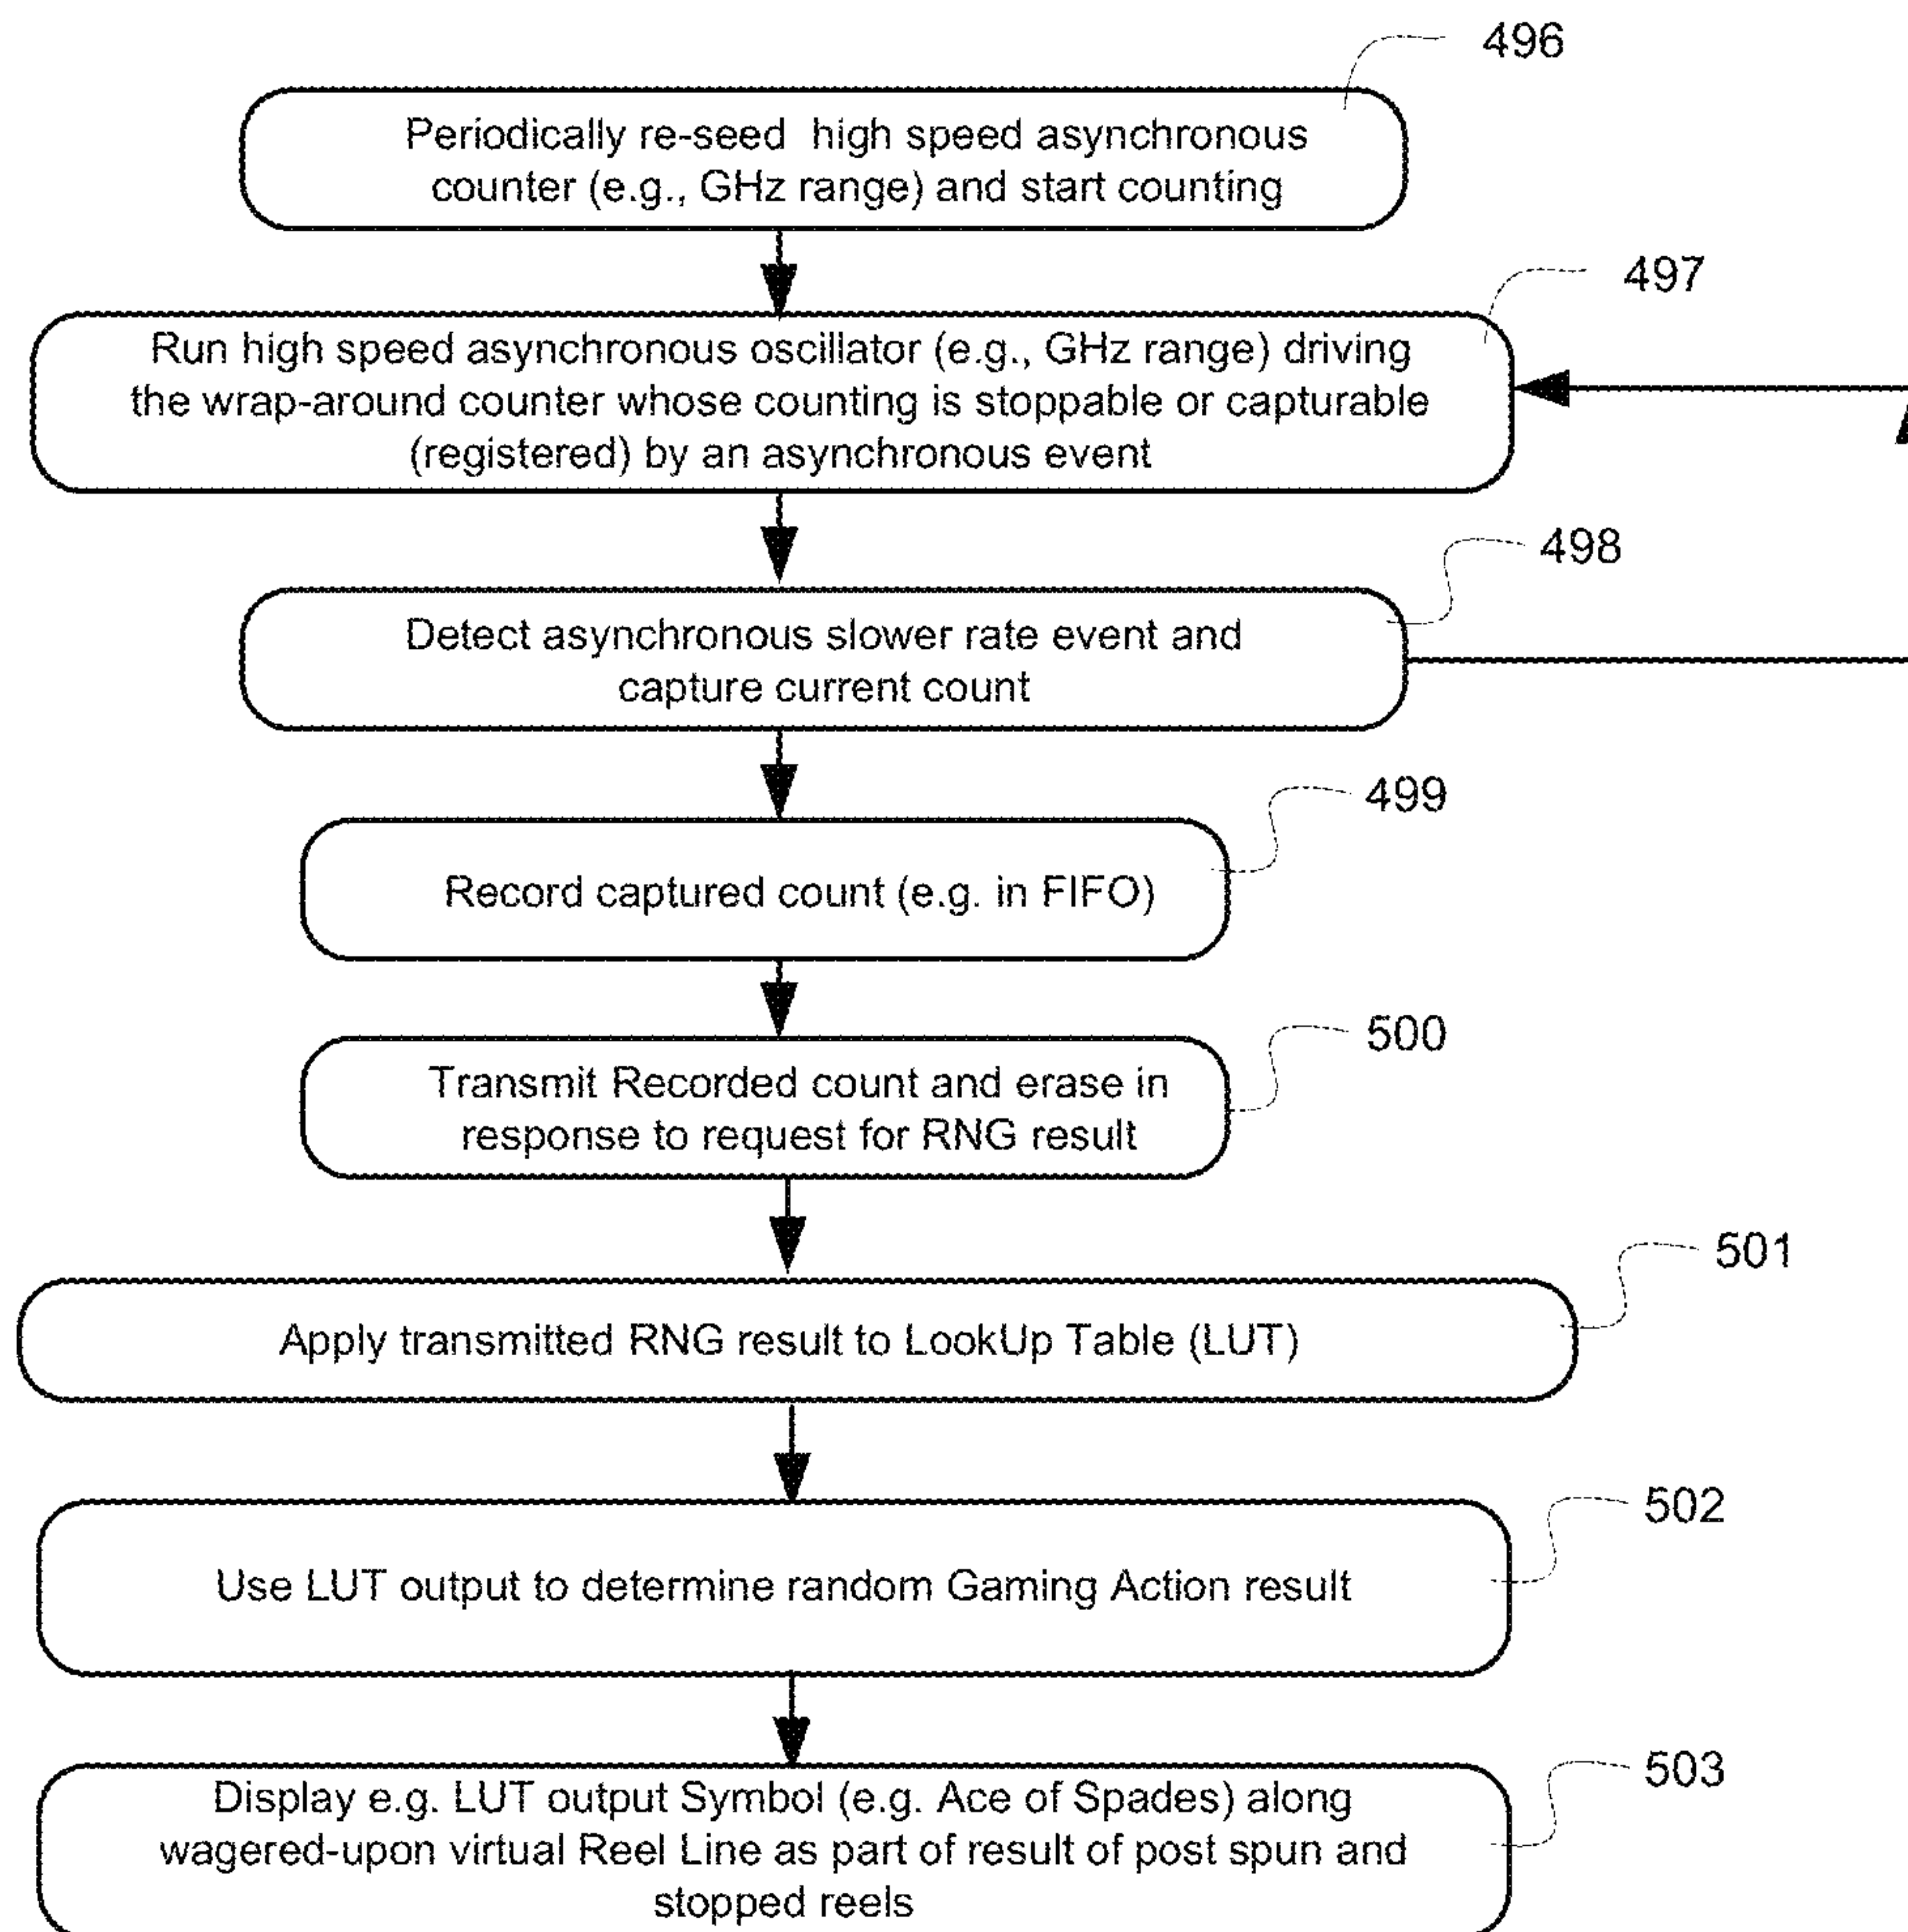 496
Periodically re-seed high speed asynchronous
counter (e.g., GHz range) and start counting
497
Run high speed asynchronous oscillator (e.g., GHz range) driving
the wrap-around counter whose counting is stoppable or capturable
(registered) by an asynchronous event
498
Detect asynchronous slower rate event and
capture current count
499
Record captured count (e.g. in FIFO)
500
Transmit Recorded count and erase in
response to request for RNG result
501
Apply transmitted RNG result to LookUp Table (LUT)
502
Use LUT output to determine random Gaming Action result
503
Display e.g. LUT output Symbol (e.g. Ace of Spades) along
wagered-upon virtual Reel Line as part of result of post spun and
stopped reels